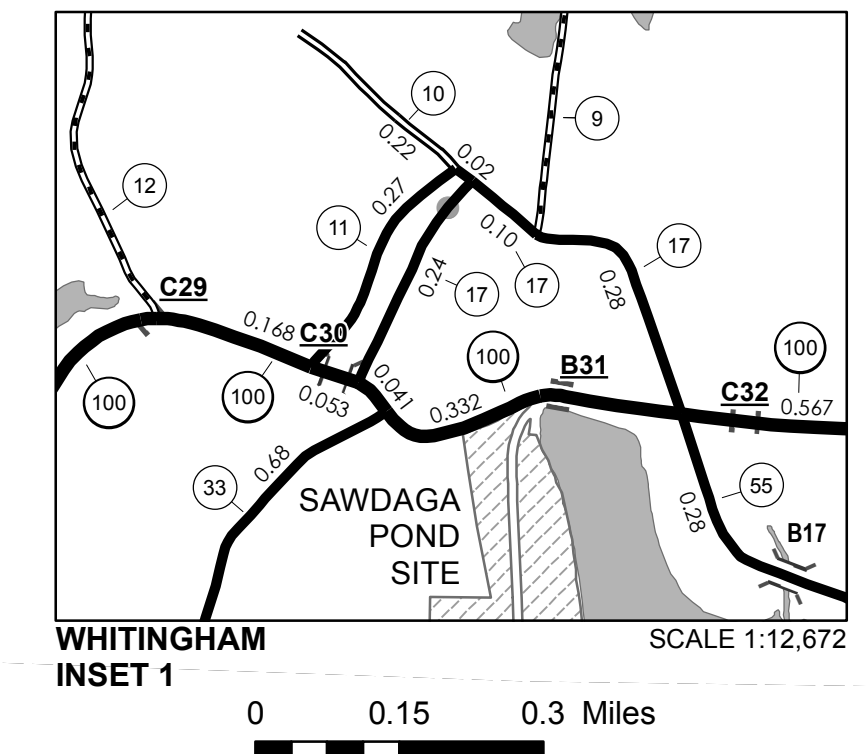 10
9
0.22
0.02
12
0.27
11
0.10
17
0.24
17
17
0.28
C29
0.168
C30
100
100
0.053
0.041
100
B31
0.332
100
C32
0.567
33
0.68
SAWDAGA
POND
SITE
0.28
55
B17
WHITINGHAM
INSET 1
SCALE 1:12,672
0 0.15 0.3 Miles